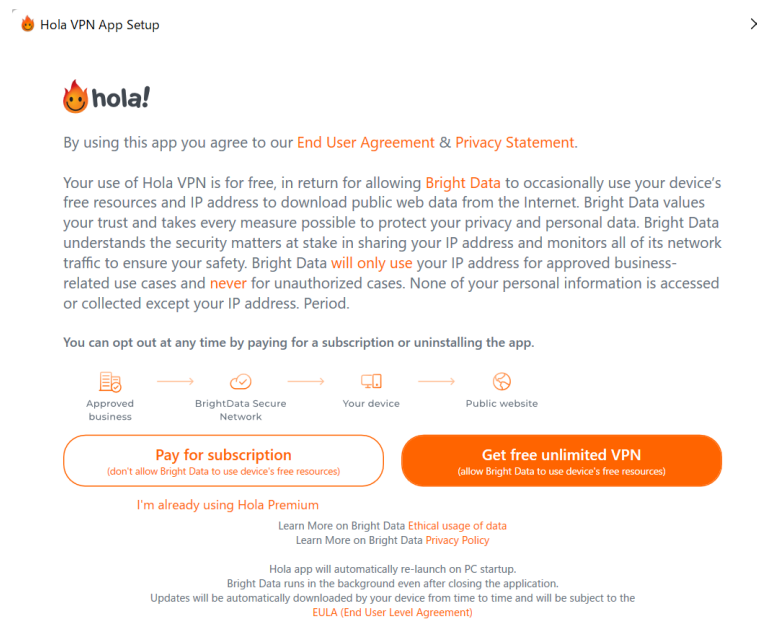 Hola VPN App Setup
hola!
By using this app you agree to our End User Agreement & Privacy Statement.
Your use of Hola VPN is for free, in return for allowing Bright Data to occasionally use your device's
free resources and IP address to download public web data from the Internet. Bright Data values
your trust and takes every measure possible to protect your privacy and personal data. Bright Data
understands the security matters at stake in sharing your IP address and monitors all of its network
traffic to ensure your safety. Bright Data will only use your IP address for approved business-
related use cases and never for unauthorized cases. None of your personal information is accessed
or collected except your IP address. Period.
You can opt out at any time by paying for a subscription or uninstalling the app.
Approved
business
BrightData Secure
Network
Your device
Public website
Pay for subscription
(don't allow Bright Data to use device's free resources)
Get free unlimited VPN
(allow Bright Data to use device's free resources)
I'm already using Hola Premium
Learn More on Bright Data Ethical usage of data
Learn More on Bright Data Privacy Policy
Hola app will automatically re-launch on PC startup.
Bright Data runs in the background even after closing the application.
Updates will be automatically downloaded by your device from time to time and will be subject to the
EULA (End User Level Agreement)